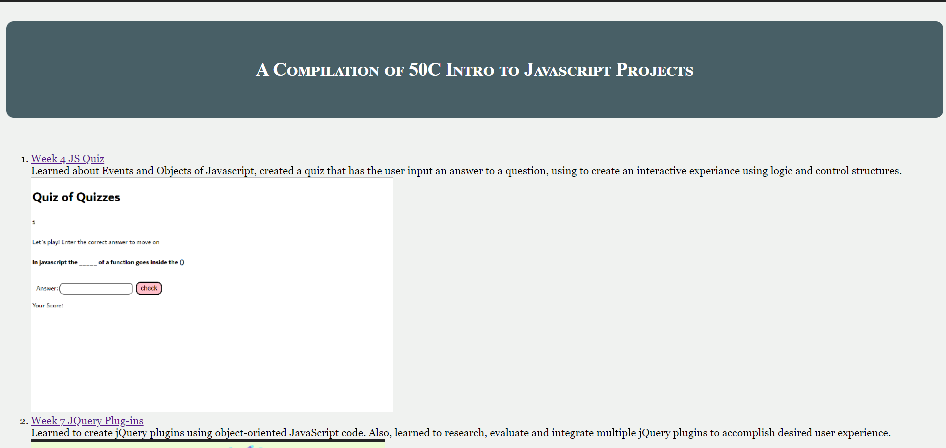 A Compilation of 50C Intro to Javascript Projects
1. Week 4 JS Quiz
Learned about Events and Objects of Javascript, created a quiz that has the user input an answer to a question, using to create an interactive experiance using logic and control structures.
Quiz of Quizzes
Let's play! Enter the correct answer to move on
In javascript the _____ of a function goes inside the ()
Answer: check
Your Score:
2. Week 7 JQuery Plug-ins
Learned to create jQuery plugins using object-oriented JavaScript code. Also, learned to research, evaluate and integrate multiple jQuery plugins to accomplish desired user experience.